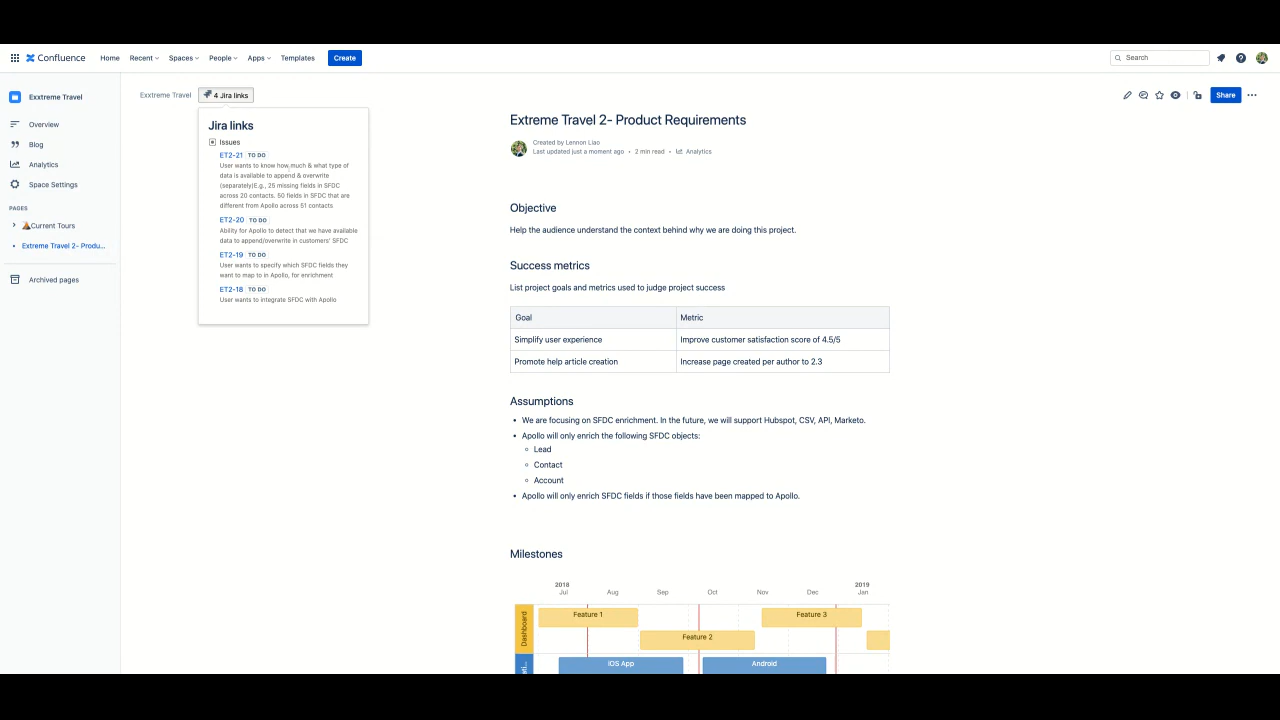 Confluence
Home
Recent
Spaces
People
Apps
Templates
Create
Search
Exxtreme Travel
Overview
Blog
Analytics
Space Settings
PAGES
Current Tours
Extreme Travel 2- Produ...
Archived pages
Exxtreme Travel
4 Jira links
Share
Jira links
Issues
ET2-21 TO DO
User wants to know how much & what type of
data is available to append & overwrite
(separately)E.g., 25 missing fields in SFDC
across 20 contacts. 50 fields in SFDC that are
different from Apollo across 51 contacts
ET2-20 TO DO
Ability for Apollo to detect that we have available
data to append/overwrite in customers' SFDC
ET2-19 TO DO
User wants to specify which SFDC fields they
want to map to in Apollo, for enrichment
ET2-18 TO DO
User wants to integrate SFDC with Apollo
Extreme Travel 2- Product Requirements
Created by Lennon Liao
Last updated just a moment ago • 2 min read • Analytics
Objective
Help the audience understand the context behind why we are doing this project.
Success metrics
List project goals and metrics used to judge project success
Goal Metric
Simplify user experience Improve customer satisfaction score of 4.5/5
Promote help article creation Increase page created per author to 2.3
Assumptions
• We are focusing on SFDC enrichment. In the future, we will support Hubspot, CSV, API, Marketo.
• Apollo will only enrich the following SFDC objects:
◦ Lead
◦ Contact
◦ Account
• Apollo will only enrich SFDC fields if those fields have been mapped to Apollo.
Milestones
2018 2019
Jul Aug Sep Oct Nov Dec Jan
Dashboard
Feature 1
Feature 3
Feature 2
iOS App
Android